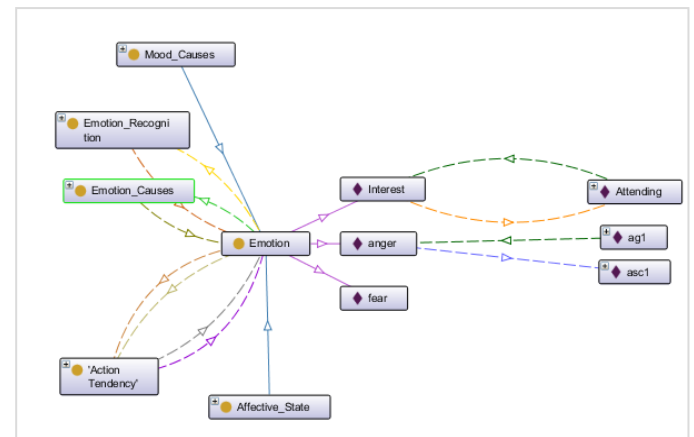 Mood_Causes
Emotion_Recogni
tion
Emotion_Causes
Interest
Attending
Emotion
anger
ag1
asc1
fear
'Action
Tendency'
Affective_State